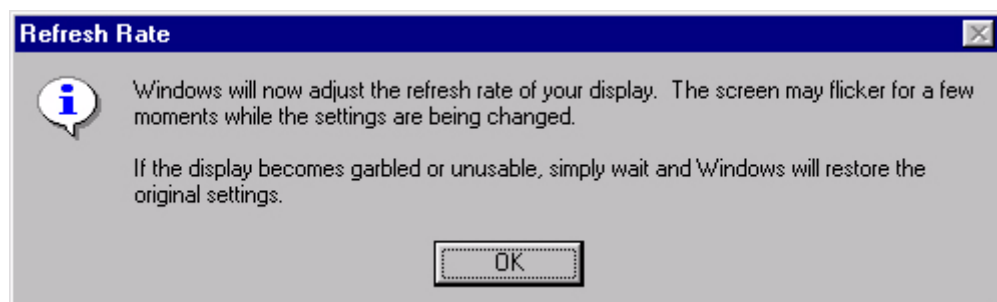 Refresh Rate
Windows will now adjust the refresh rate of your display.  The screen may flicker for a few
moments while the settings are being changed.
If the display becomes garbled or unusable, simply wait and Windows will restore the
original settings.
OK